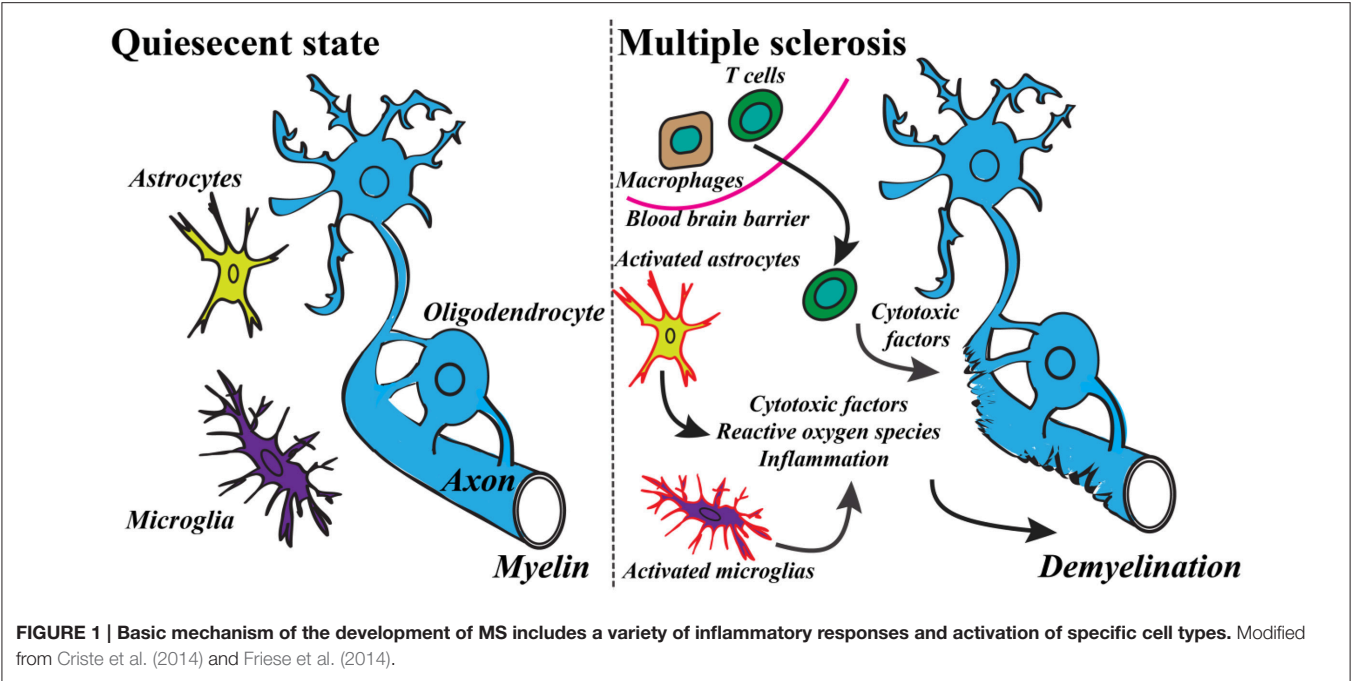 Quiesecent state
Astrocytes
Oligodendrocyte
Axon
Microglia
Myelin
Multiple sclerosis
T cells
Macrophages
Blood brain barrier
Activated astrocytes
Cytotoxic
factors
Cytotoxic factors
Reactive oxygen species
Inflammation
Activated microglias
Demyelination
FIGURE 1 | Basic mechanism of the development of MS includes a variety of inflammatory responses and activation of specific cell types. Modified
from Criste et al. (2014) and Friese et al. (2014).